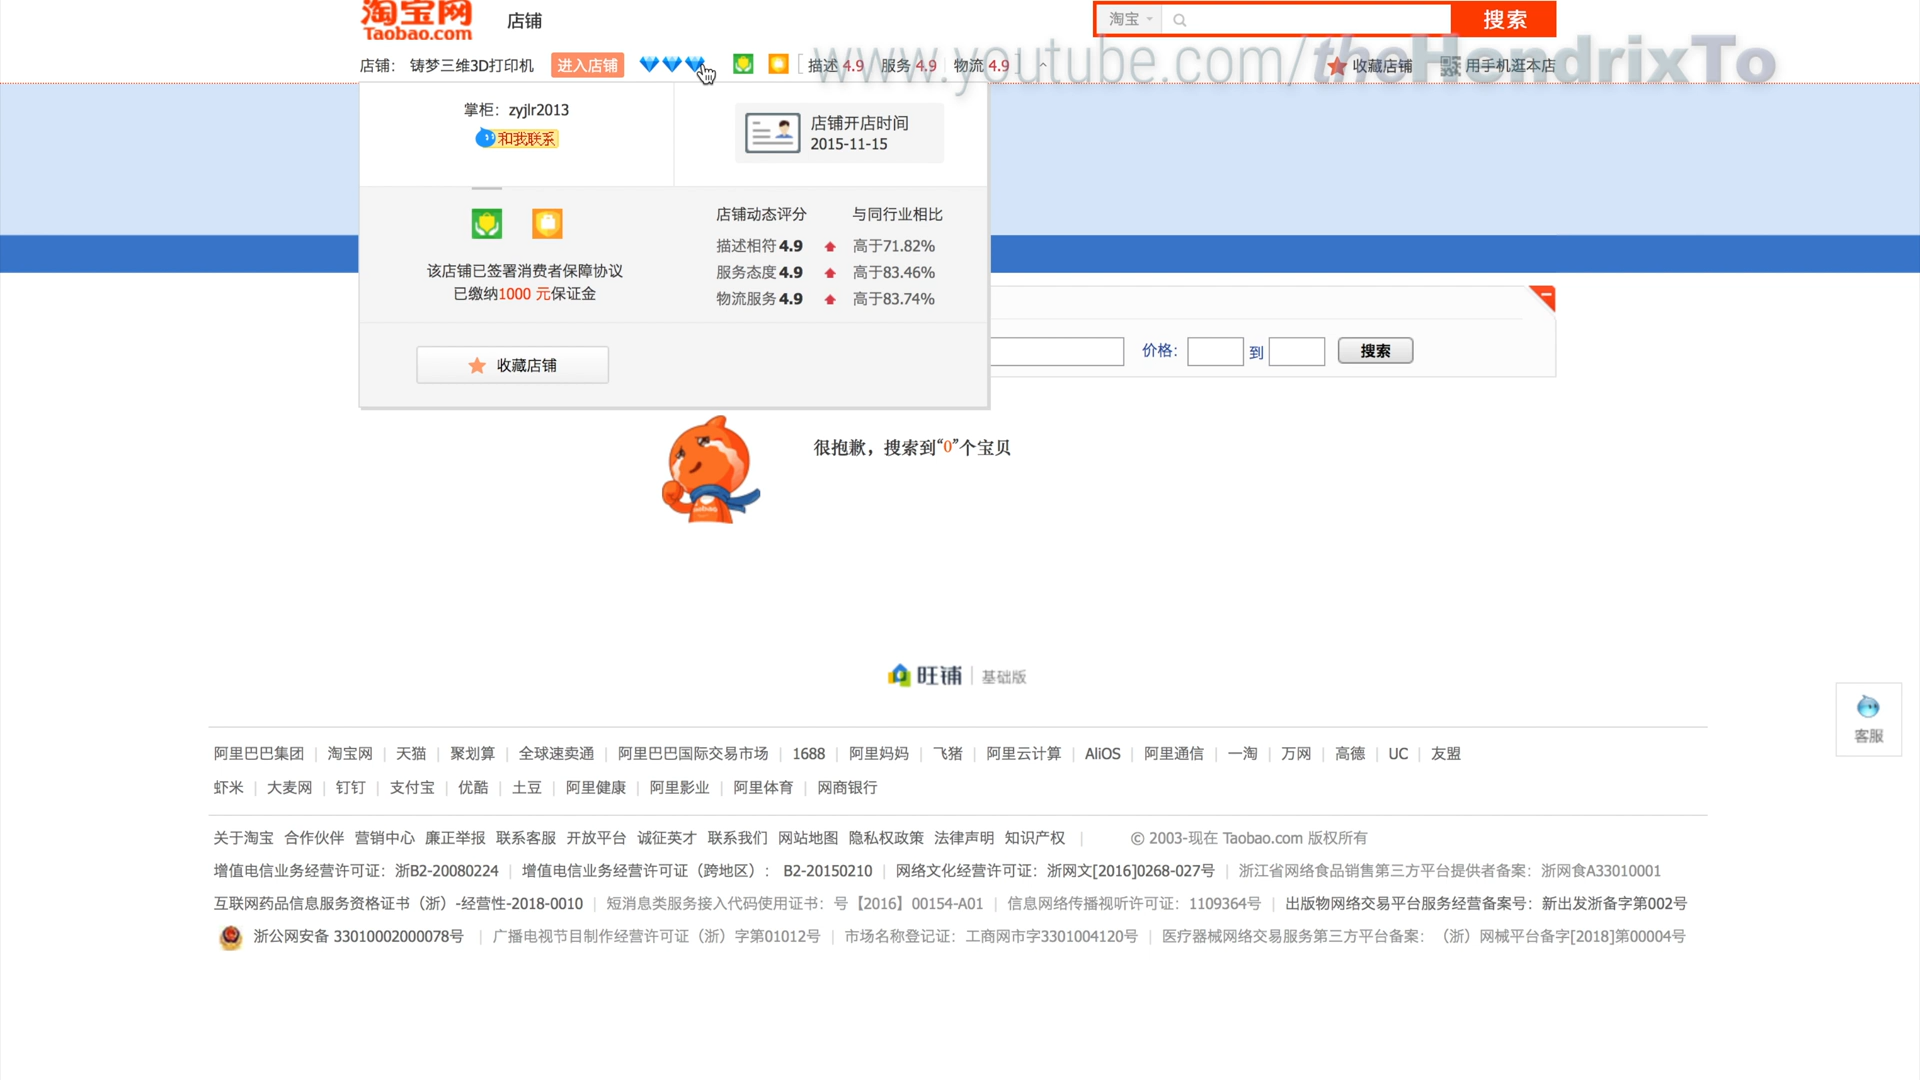 淘宝网
Taobao.com
店铺
淘宝
搜索
店铺： 铸梦三维3D打印机 进入店铺 描述 4.9 服务 4.9 物流 4.9
收藏店铺 用手机逛本店
www.youtube.com/theHendrixTo
掌柜： zyjlr2013
和我联系
店铺开店时间
2015-11-15
店铺动态评分 与同行业相比
描述相符 4.9 高于71.82%
服务态度 4.9 高于83.46%
物流服务 4.9 高于83.74%
该店铺已签署消费者保障协议
已缴纳1000 元保证金
收藏店铺
价格： 到 搜索
很抱歉，搜索到“0”个宝贝
旺铺 | 基础版
客服
阿里巴巴集团 | 淘宝网 | 天猫 | 聚划算 | 全球速卖通 | 阿里巴巴国际交易市场 | 1688 | 阿里妈妈 | 飞猪 | 阿里云计算 | AliOS | 阿里通信 | 一淘 | 万网 | 高德 | UC | 友盟
虾米 | 大麦网 | 钉钉 | 支付宝 | 优酷 | 土豆 | 阿里健康 | 阿里影业 | 阿里体育 | 网商银行
关于淘宝 合作伙伴 营销中心 廉正举报 联系客服 开放平台 诚征英才 联系我们 网站地图 隐私权政策 法律声明 知识产权 | © 2003-现在 Taobao.com 版权所有
增值电信业务经营许可证：浙B2-20080224 | 增值电信业务经营许可证（跨地区）： B2-20150210 | 网络文化经营许可证：浙网文[2016]0268-027号 | 浙江省网络食品销售第三方平台提供者备案：浙网食A33010001
互联网药品信息服务资格证书（浙）-经营性-2018-0010 | 短消息类服务接入代码使用证书：号【2016】00154-A01 | 信息网络传播视听许可证：1109364号 | 出版物网络交易平台服务经营备案号：新出发浙备字第002号
浙公网安备 33010002000078号 | 广播电视节目制作经营许可证（浙）字第01012号 | 市场名称登记证：工商网市字3301004120号 | 医疗器械网络交易服务第三方平台备案：（浙）网械平台备字[2018]第00004号